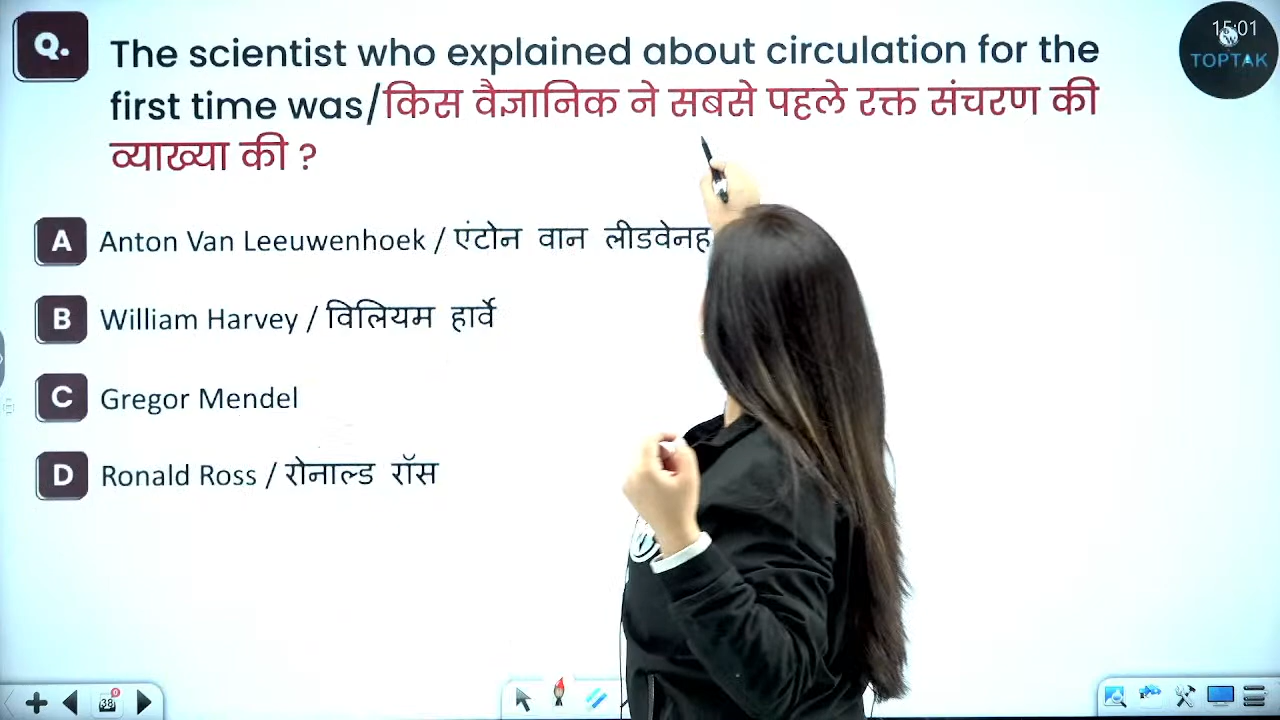 Q.
The scientist who explained about circulation for the
first time was/किस वैज्ञानिक ने सबसे पहले रक्त संचरण की
व्याख्या की ?
15:01
TOPTAK
A Anton Van Leeuwenhoek / एंटोन वान लीडवेनह
B William Harvey / विलियम हार्वे
C Gregor Mendel
D Ronald Ross / रोनाल्ड रॉस
38